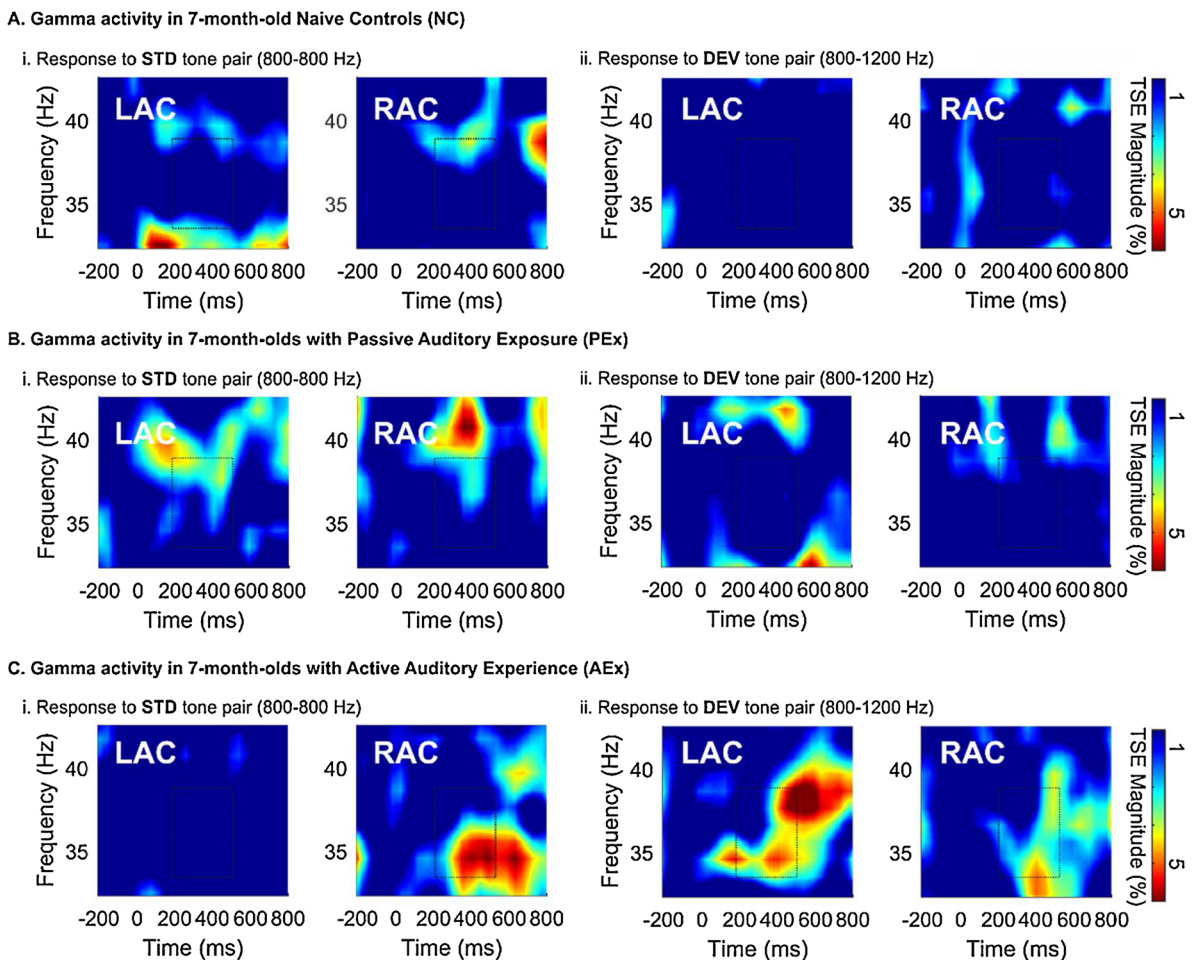 A. Gamma activity in 7-month-old Naive Controls (NC)
i. Response to STD tone pair (800-800 Hz)
ii. Response to DEV tone pair (800-1200 Hz)
Frequency (Hz)
40
35
LAC
-200 0 200 400 600 800
Time (ms)
40
35
RAC
-200 0 200 400 600 800
Time (ms)
Frequency (Hz)
40
35
LAC
-200 0 200 400 600 800
Time (ms)
40
35
RAC
-200 0 200 400 600 800
Time (ms)
TSE Magnitude (%)
1
5
B. Gamma activity in 7-month-olds with Passive Auditory Exposure (PEx)
i. Response to STD tone pair (800-800 Hz)
ii. Response to DEV tone pair (800-1200 Hz)
Frequency (Hz)
40
35
LAC
-200 0 200 400 600 800
Time (ms)
40
35
RAC
-200 0 200 400 600 800
Time (ms)
Frequency (Hz)
40
35
LAC
-200 0 200 400 600 800
Time (ms)
40
35
RAC
-200 0 200 400 600 800
Time (ms)
TSE Magnitude (%)
1
5
C. Gamma activity in 7-month-olds with Active Auditory Experience (AEx)
i. Response to STD tone pair (800-800 Hz)
ii. Response to DEV tone pair (800-1200 Hz)
Frequency (Hz)
40
35
LAC
-200 0 200 400 600 800
Time (ms)
40
35
RAC
-200 0 200 400 600 800
Time (ms)
Frequency (Hz)
40
35
LAC
-200 0 200 400 600 800
Time (ms)
40
35
RAC
-200 0 200 400 600 800
Time (ms)
TSE Magnitude (%)
1
5